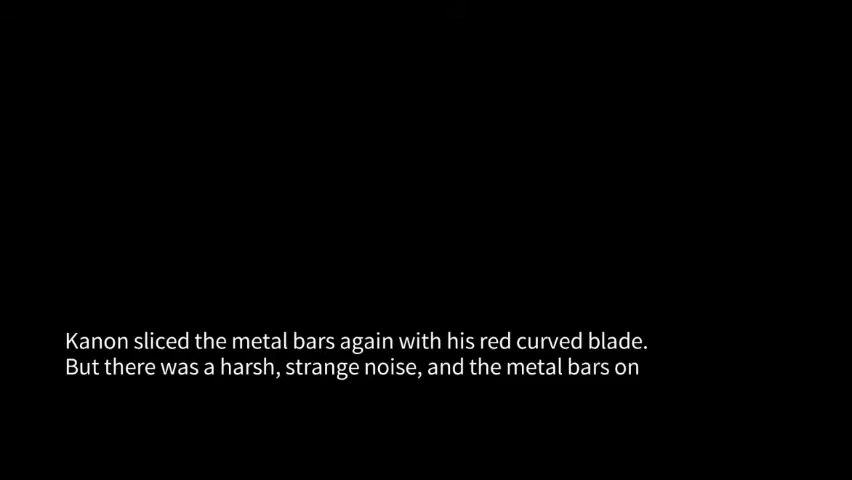 Kanon sliced the metal bars again with his red curved blade.
But there was a harsh, strange noise, and the metal bars on